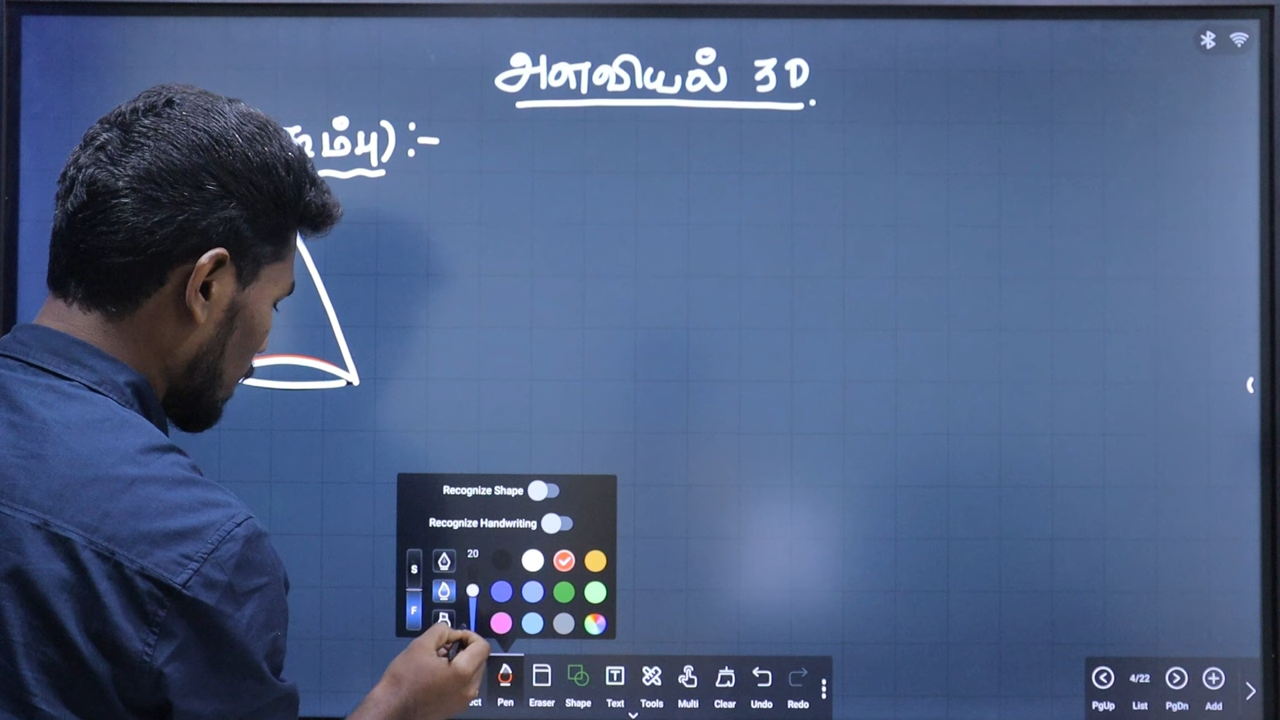 அளவியல் 3D.
கூம்பு) :-
Recognize Shape
Recognize Handwriting
20
S
F
Pen Eraser Shape Text Tools Multi Clear Undo Redo
4/22
PgUp List PgDn Add